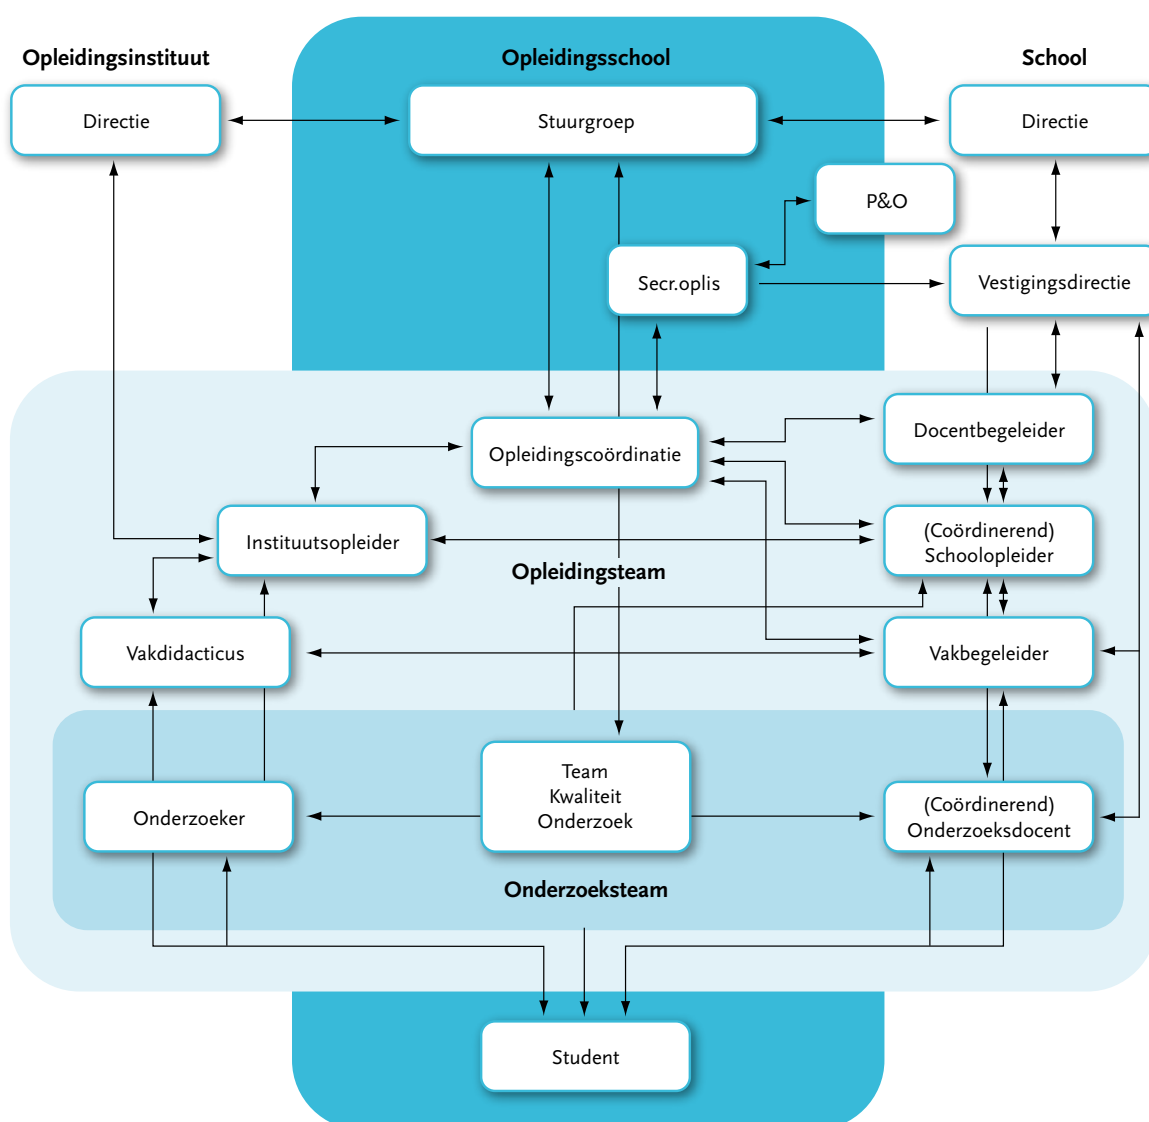 Opleidingsinstituut
Opleidingsschool
School
Directie
Stuurgroep
Directie
P&O
Secr.oplis
Vestigingsdirectie
Docentbegeleider
Opleidingscoördinatie
Instituutsopleider
(Coördinerend)
Schoolopleider
Opleidingsteam
Vakdidacticus
Vakbegeleider
Team
Kwaliteit
Onderzoek
Onderzoeker
(Coördinerend)
Onderzoeksdocent
Onderzoeksteam
Student